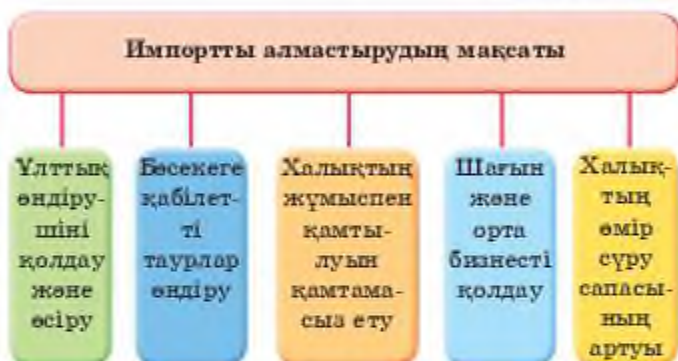 Импортты алмастырудың мақсаты
Ұлттық
өндіру-
шіні
қолдау
және
өсіру
Бәсекеге
қабілет-
ті
таурлар
өндіру
Халықтың
жұмыспен
қамты-
луын
қамтама-
сыз ету
Шағын
және
орта
бизнесті
қолдау
Халық-
тың
өмір
сүру
сапасы-
ның
артуы